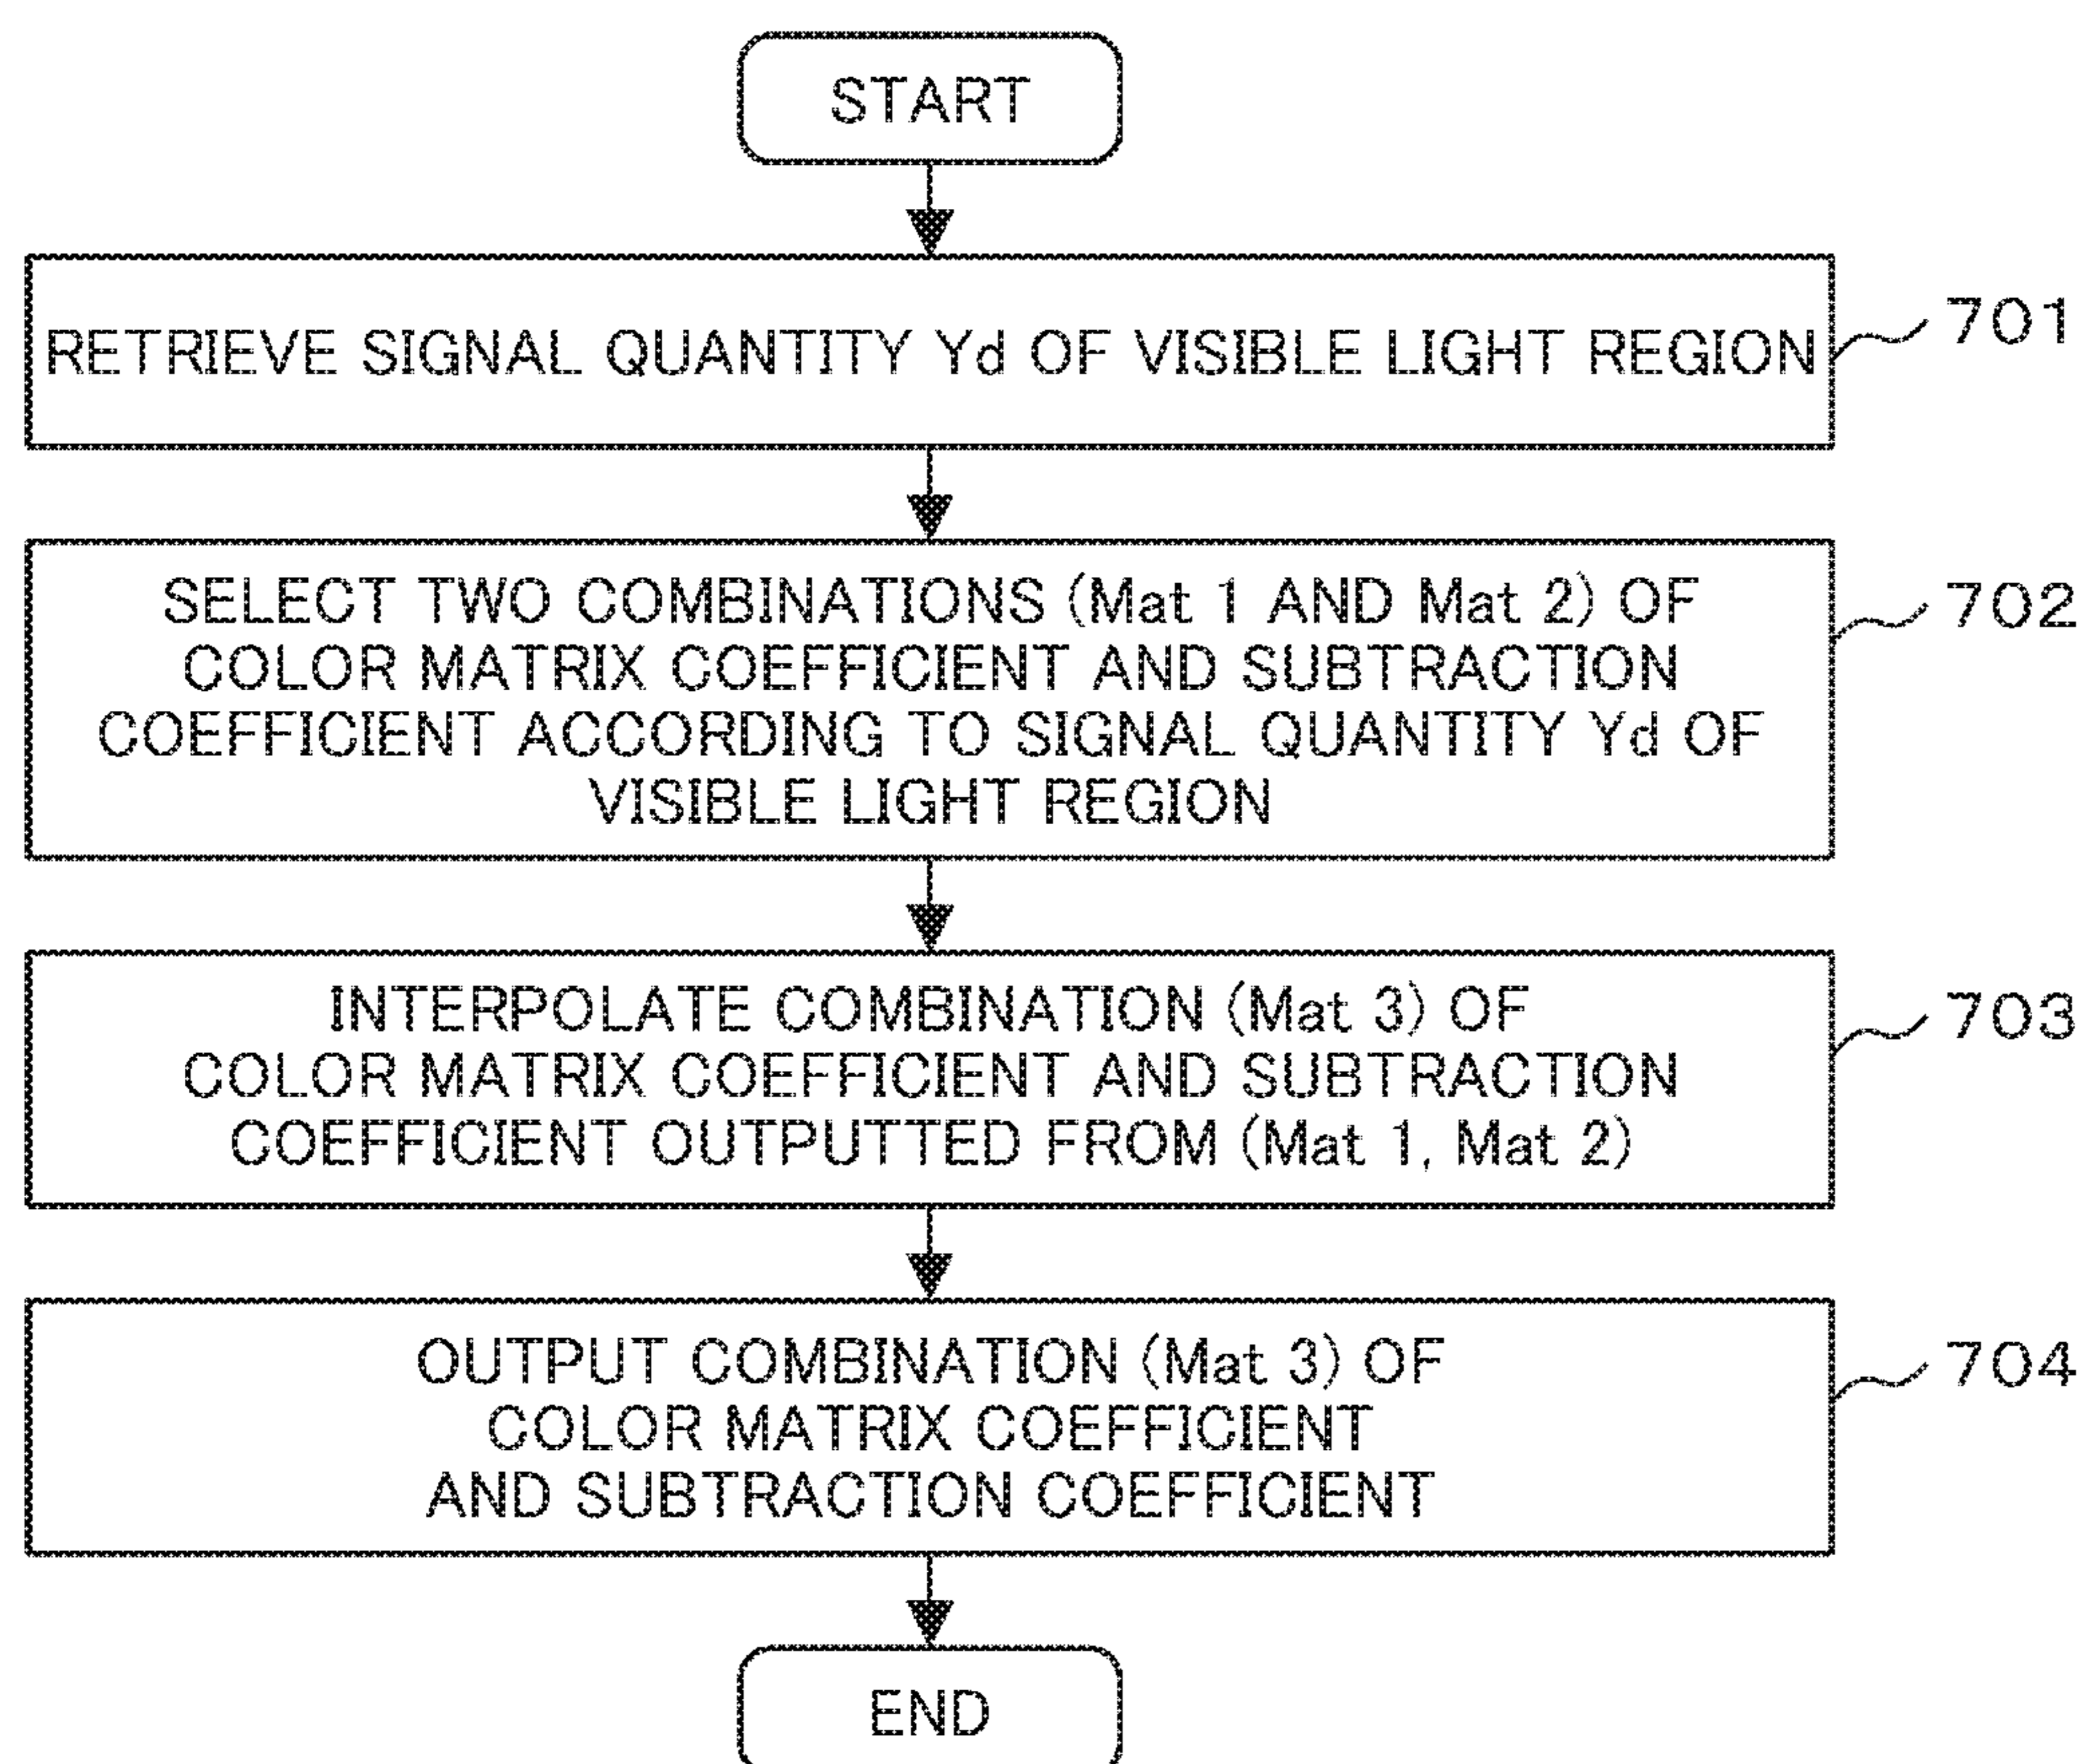 START
RETRIEVE SIGNAL QUANTITY Yd OF VISIBLE LIGHT REGION
701
SELECT TWO COMBINATIONS (Mat 1 AND Mat 2) OF
COLOR MATRIX COEFFICIENT AND SUBTRACTION
COEFFICIENT ACCORDING TO SIGNAL QUANTITY Yd OF
VISIBLE LIGHT REGION
702
INTERPOLATE COMBINATION (Mat 3) OF
COLOR MATRIX COEFFICIENT AND SUBTRACTION
COEFFICIENT OUTPUTTED FROM (Mat 1, Mat 2)
703
OUTPUT COMBINATION (Mat 3) OF
COLOR MATRIX COEFFICIENT
AND SUBTRACTION COEFFICIENT
704
END